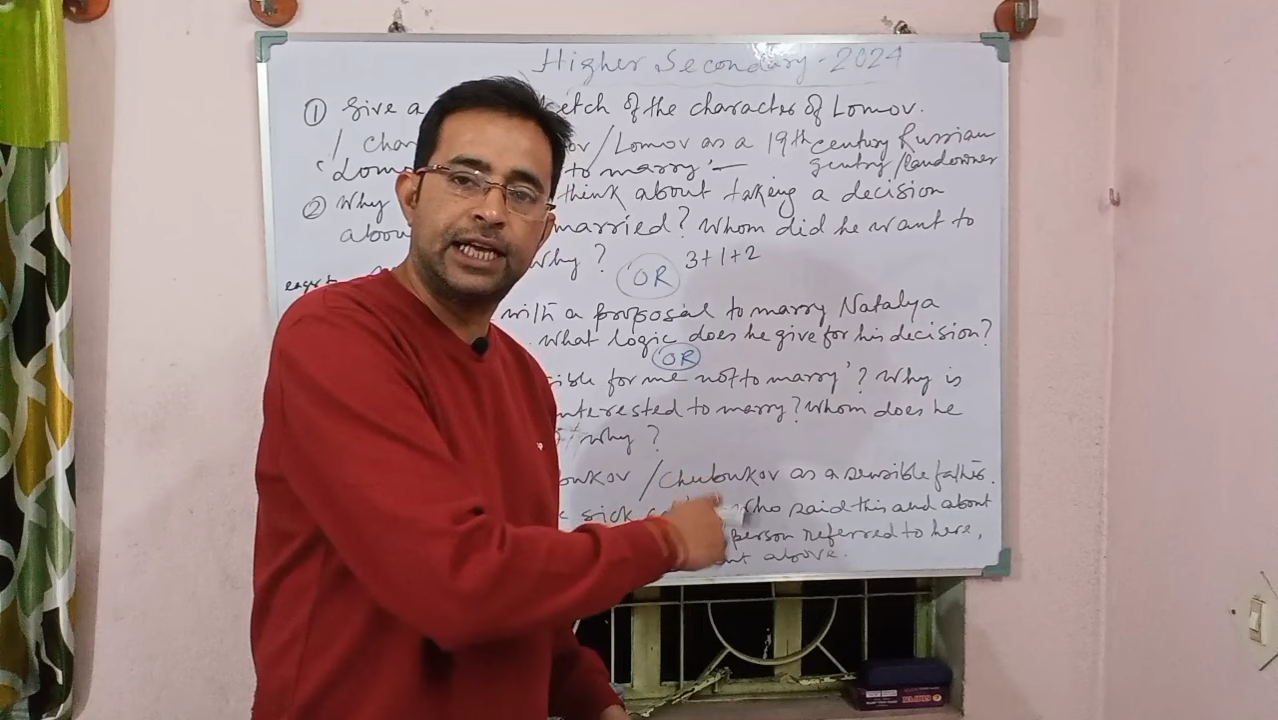 Higher Secondary - 2024
① Give a sketch of the character of Lomov.
/ Char ov / Lomov as a 19th century Russian
gentry / landowner
'Lomo to marry' —
② Why think about taking a decision
abou married? Whom did he want to
why? 3+1+2
OR
with a proposal to marry Natalya
. What logic does he give for his decision?
OR
sible for me not to marry'? Why is
nterested to marry? Whom does he
why?
/ Chubukov as a sensible father.
sick who said this and about
person referred to here,
above.